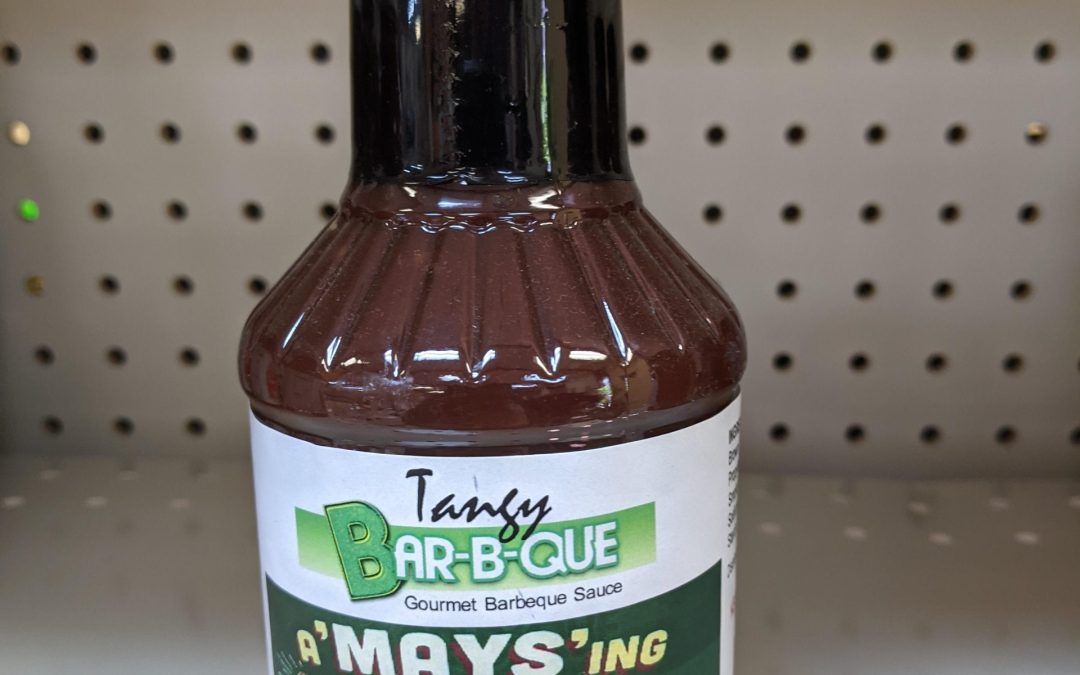 Tangy
BAR-B-QUE
Gourmet Barbeque Sauce
A'MAYS'ING